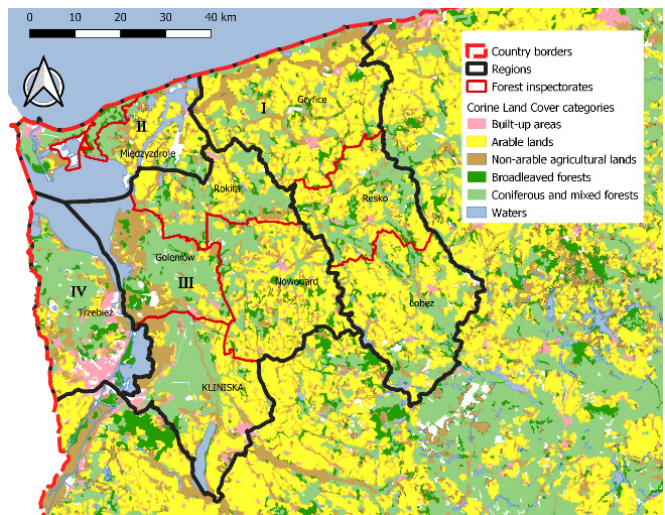 0 10 20 30 40 km
Country borders
Regions
Forest inspectorates
Corine Land Cover categories
Built-up areas
Arable lands
Non-arable agricultural lands
Broadleaved forests
Coniferous and mixed forests
Waters
I
Gryfice
II
Międzyzdroje
Rokita
Resko
Goleniów
III
Nowogard
IV
Trzebież
Łobęz
KLINISKA